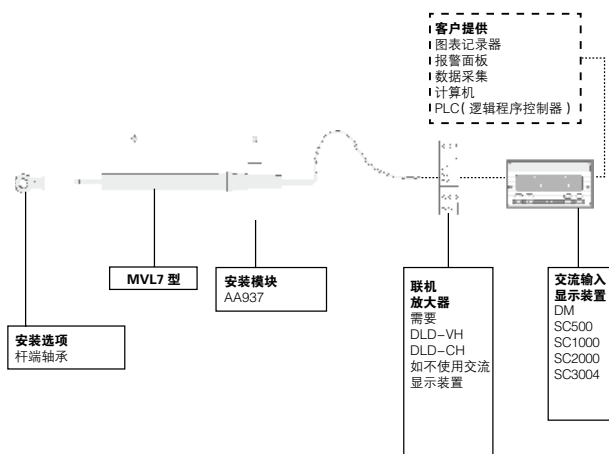 客户提供
图表记录器
报警面板
数据采集
计算机
PLC( 逻辑程序控制器 )
MVL7 型
安装模块
AA937
安装选项
杆端轴承
联机
放大器
需要
DLD–VH
DLD–CH
如不使用交流
显示装置
交流输入
显示装置
DM
SC500
SC1000
SC2000
SC3004